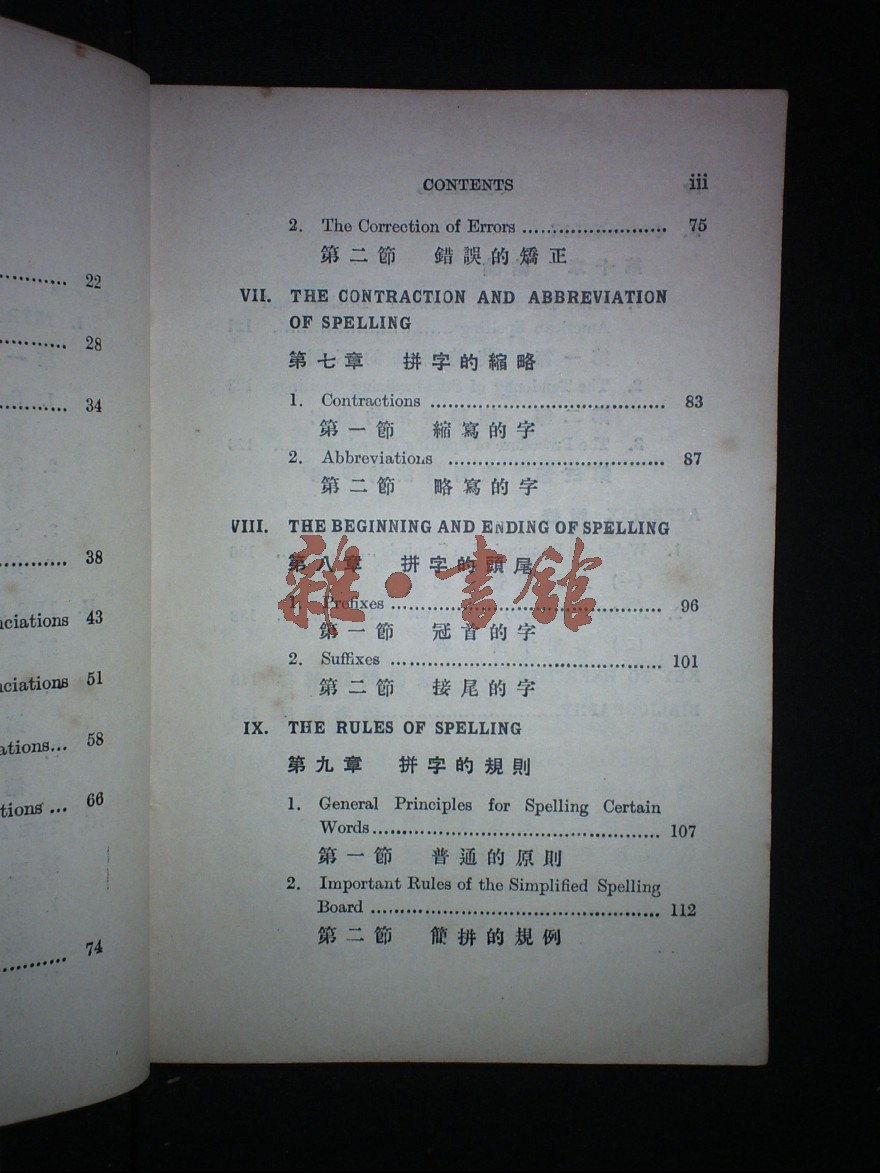 22
28
34
38
nciations 43
nciations 51
ations... 58
tions ... 66
74
CONTENTS iii
2. The Correction of Errors ........................ 75
第二節 錯誤的矯正
VII. THE CONTRACTION AND ABBREVIATION
OF SPELLING
第七章 拼字的縮略
1. Contractions ....................................... 83
第一節 縮寫的字
2. Abbreviations .................................... 87
第二節 略寫的字
VIII. THE BEGINNING AND ENDING OF SPELLING
第八章 拼字的頭尾
雜·書館
1. Prefixes ............................................. 96
第一節 冠首的字
2. Suffixes ............................................. 101
第二節 接尾的字
IX. THE RULES OF SPELLING
第九章 拼字的規則
1. General Principles for Spelling Certain
Words................................................ 107
第一節 普通的原則
2. Important Rules of the Simplified Spelling
Board ................................................ 112
第二節 簡拼的規例